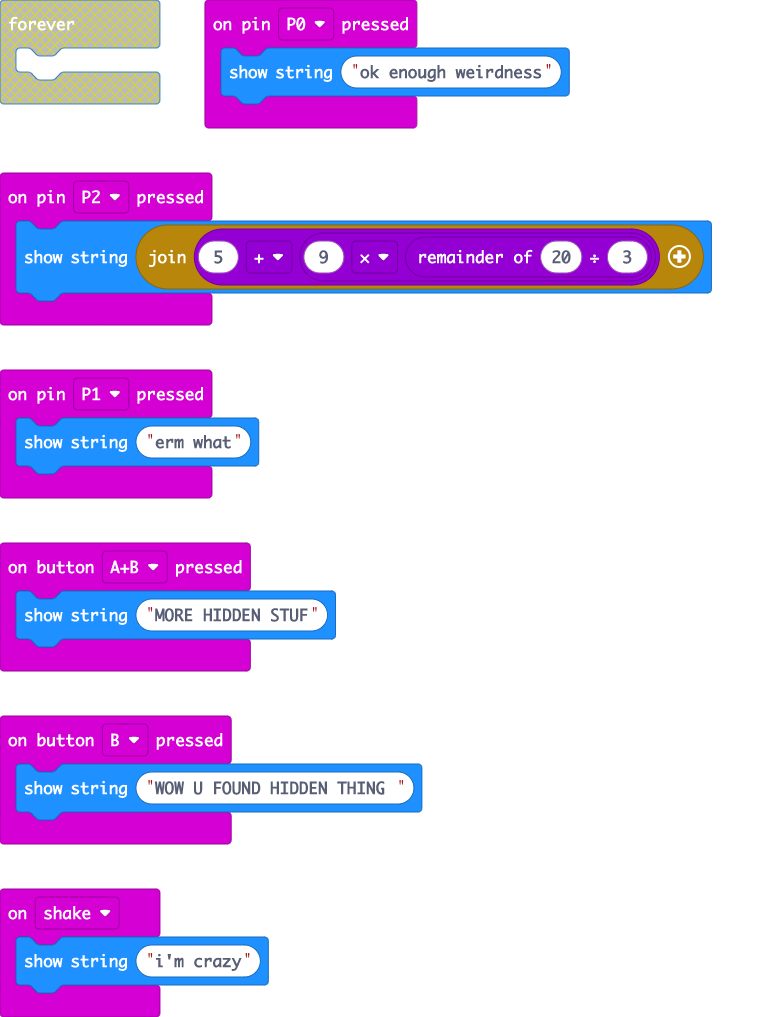 forever
on pin P0 pressed
show string "ok enough weirdness"
on pin P2 pressed
show string join 5 + 9 × remainder of 20 ÷ 3
on pin P1 pressed
show string "erm what"
on button A+B pressed
show string "MORE HIDDEN STUF"
on button B pressed
show string "WOW U FOUND HIDDEN THING "
on shake
show string "i'm crazy"